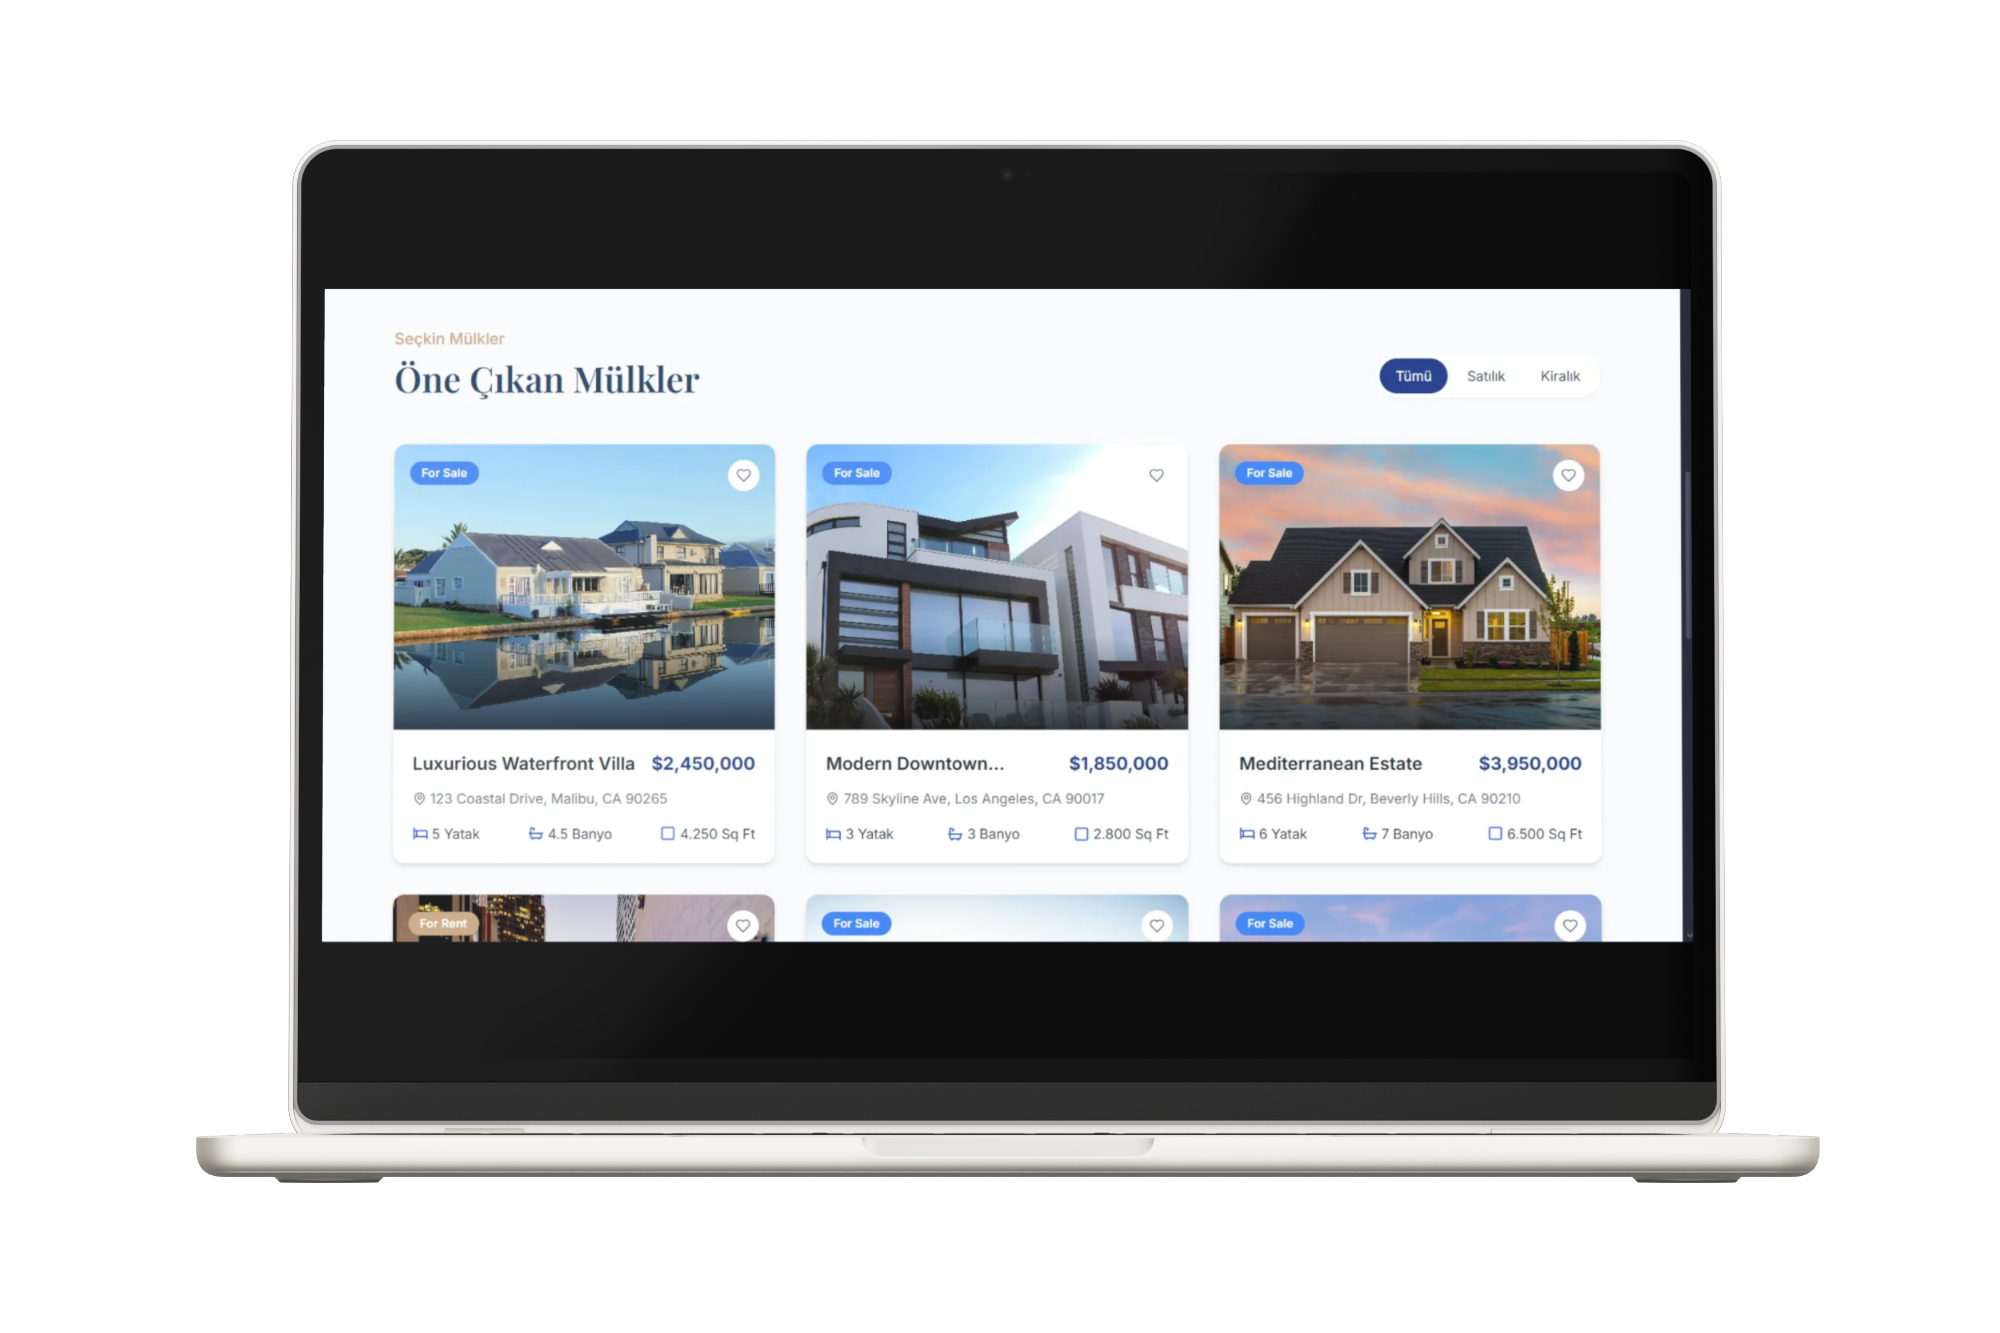 Seçkin Mülkler
Öne Çıkan Mülkler
Tümü Satılık Kiralık
For Sale
Luxurious Waterfront Villa $2,450,000
123 Coastal Drive, Malibu, CA 90265
5 Yatak 4.5 Banyo 4.250 Sq Ft
For Sale
Modern Downtown... $1,850,000
789 Skyline Ave, Los Angeles, CA 90017
3 Yatak 3 Banyo 2.800 Sq Ft
For Sale
Mediterranean Estate $3,950,000
456 Highland Dr, Beverly Hills, CA 90210
6 Yatak 7 Banyo 6.500 Sq Ft
For Rent
For Sale
For Sale